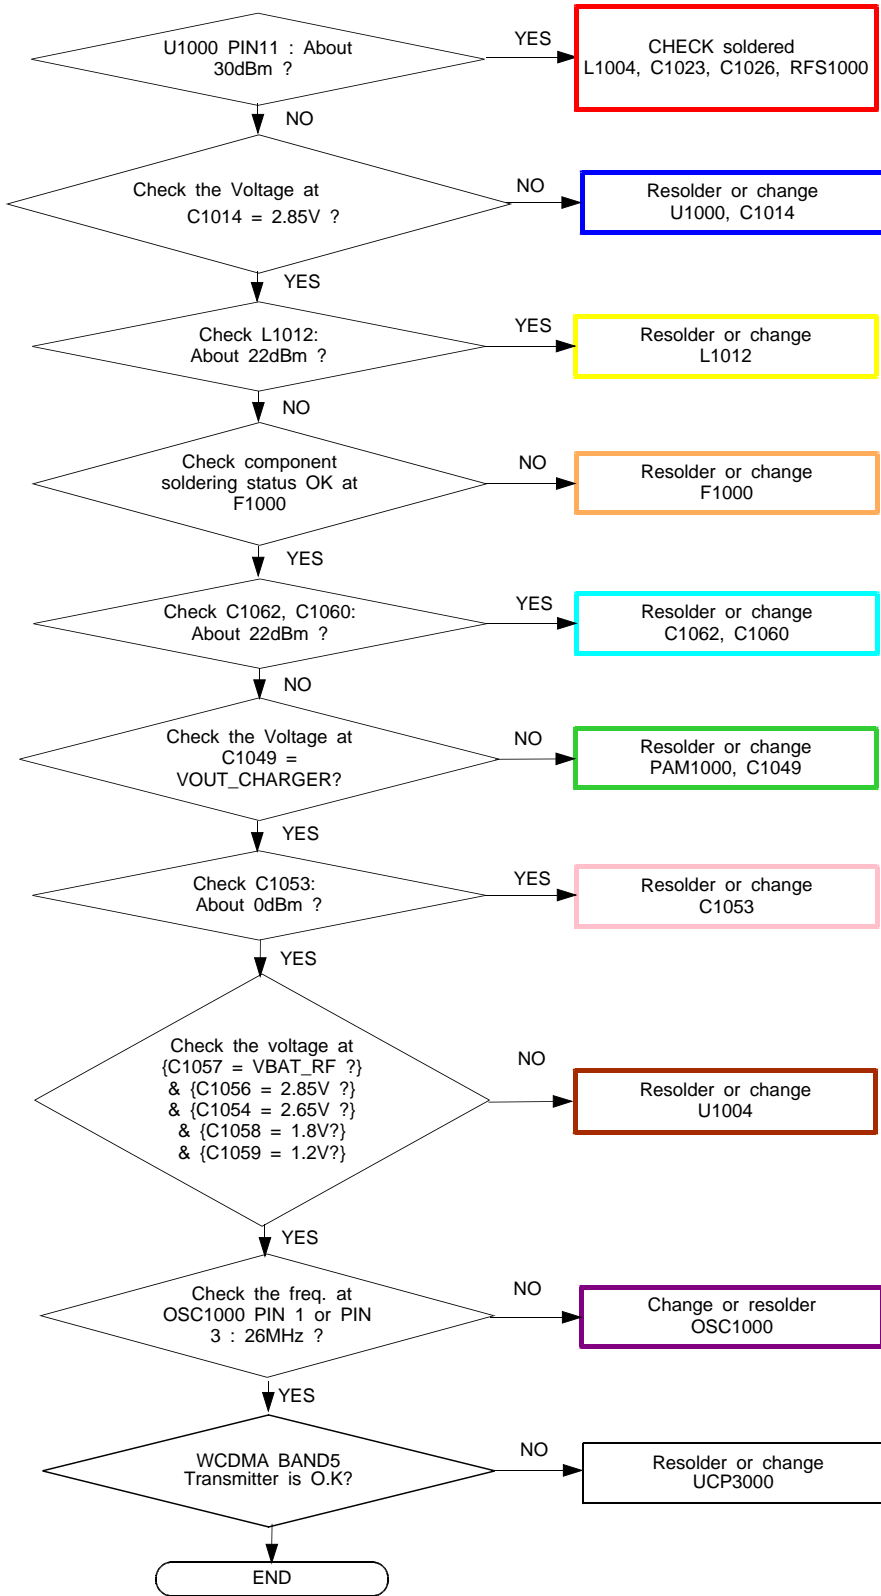 U1000 PIN11 : About
30dBm ?
YES
CHECK soldered
L1004, C1023, C1026, RFS1000
NO
Check the Voltage at
C1014 = 2.85V ?
NO
Resolder or change
U1000, C1014
YES
Check L1012:
About 22dBm ?
YES
Resolder or change
L1012
NO
Check component
soldering status OK at
F1000
NO
Resolder or change
F1000
YES
Check C1062, C1060:
About 22dBm ?
YES
Resolder or change
C1062, C1060
NO
Check the Voltage at
C1049 =
VOUT_CHARGER?
NO
Resolder or change
PAM1000, C1049
YES
Check C1053:
About 0dBm ?
YES
Resolder or change
C1053
YES
Check the voltage at
{C1057 = VBAT_RF ?}
& {C1056 = 2.85V ?}
& {C1054 = 2.65V ?}
& {C1058 = 1.8V?}
& {C1059 = 1.2V?}
NO
Resolder or change
U1004
YES
Check the freq. at
OSC1000 PIN 1 or PIN
3 : 26MHz ?
NO
Change or resolder
OSC1000
YES
WCDMA BAND5
Transmitter is O.K?
NO
Resolder or change
UCP3000
END